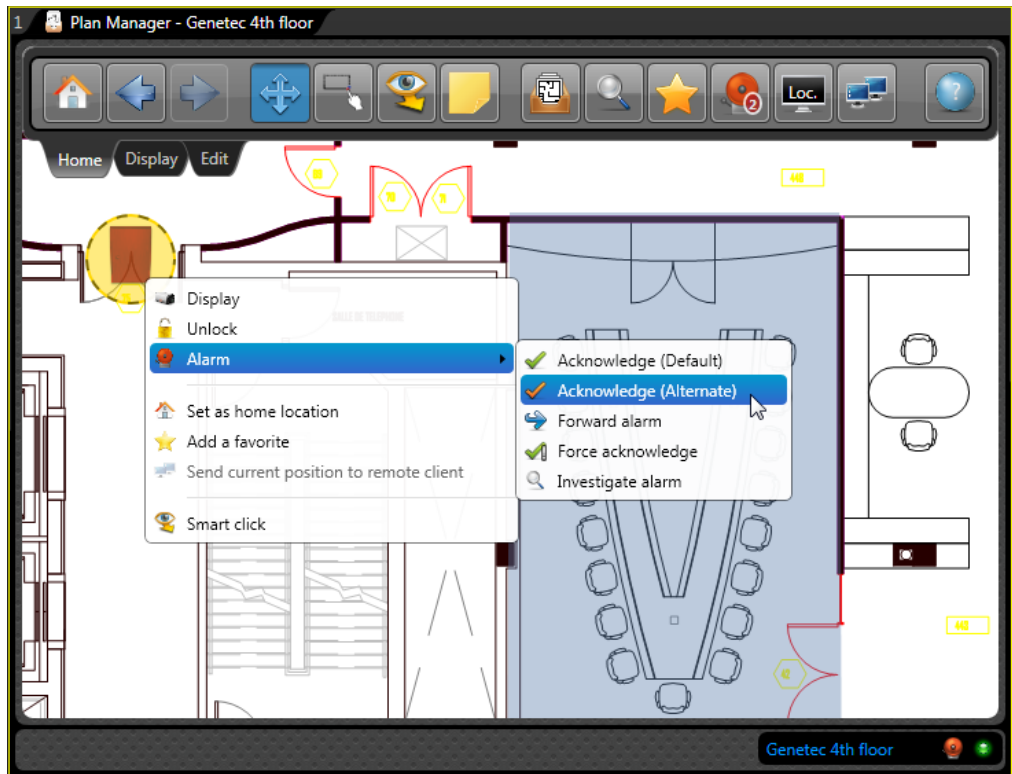 1 Plan Manager - Genetec 4th floor
2
Loc.
?
Home Display Edit
Display
Unlock
Alarm
Set as home location
Add a favorite
Send current position to remote client
Smart click
Acknowledge (Default)
Acknowledge (Alternate)
Forward alarm
Force acknowledge
Investigate alarm
Genetec 4th floor